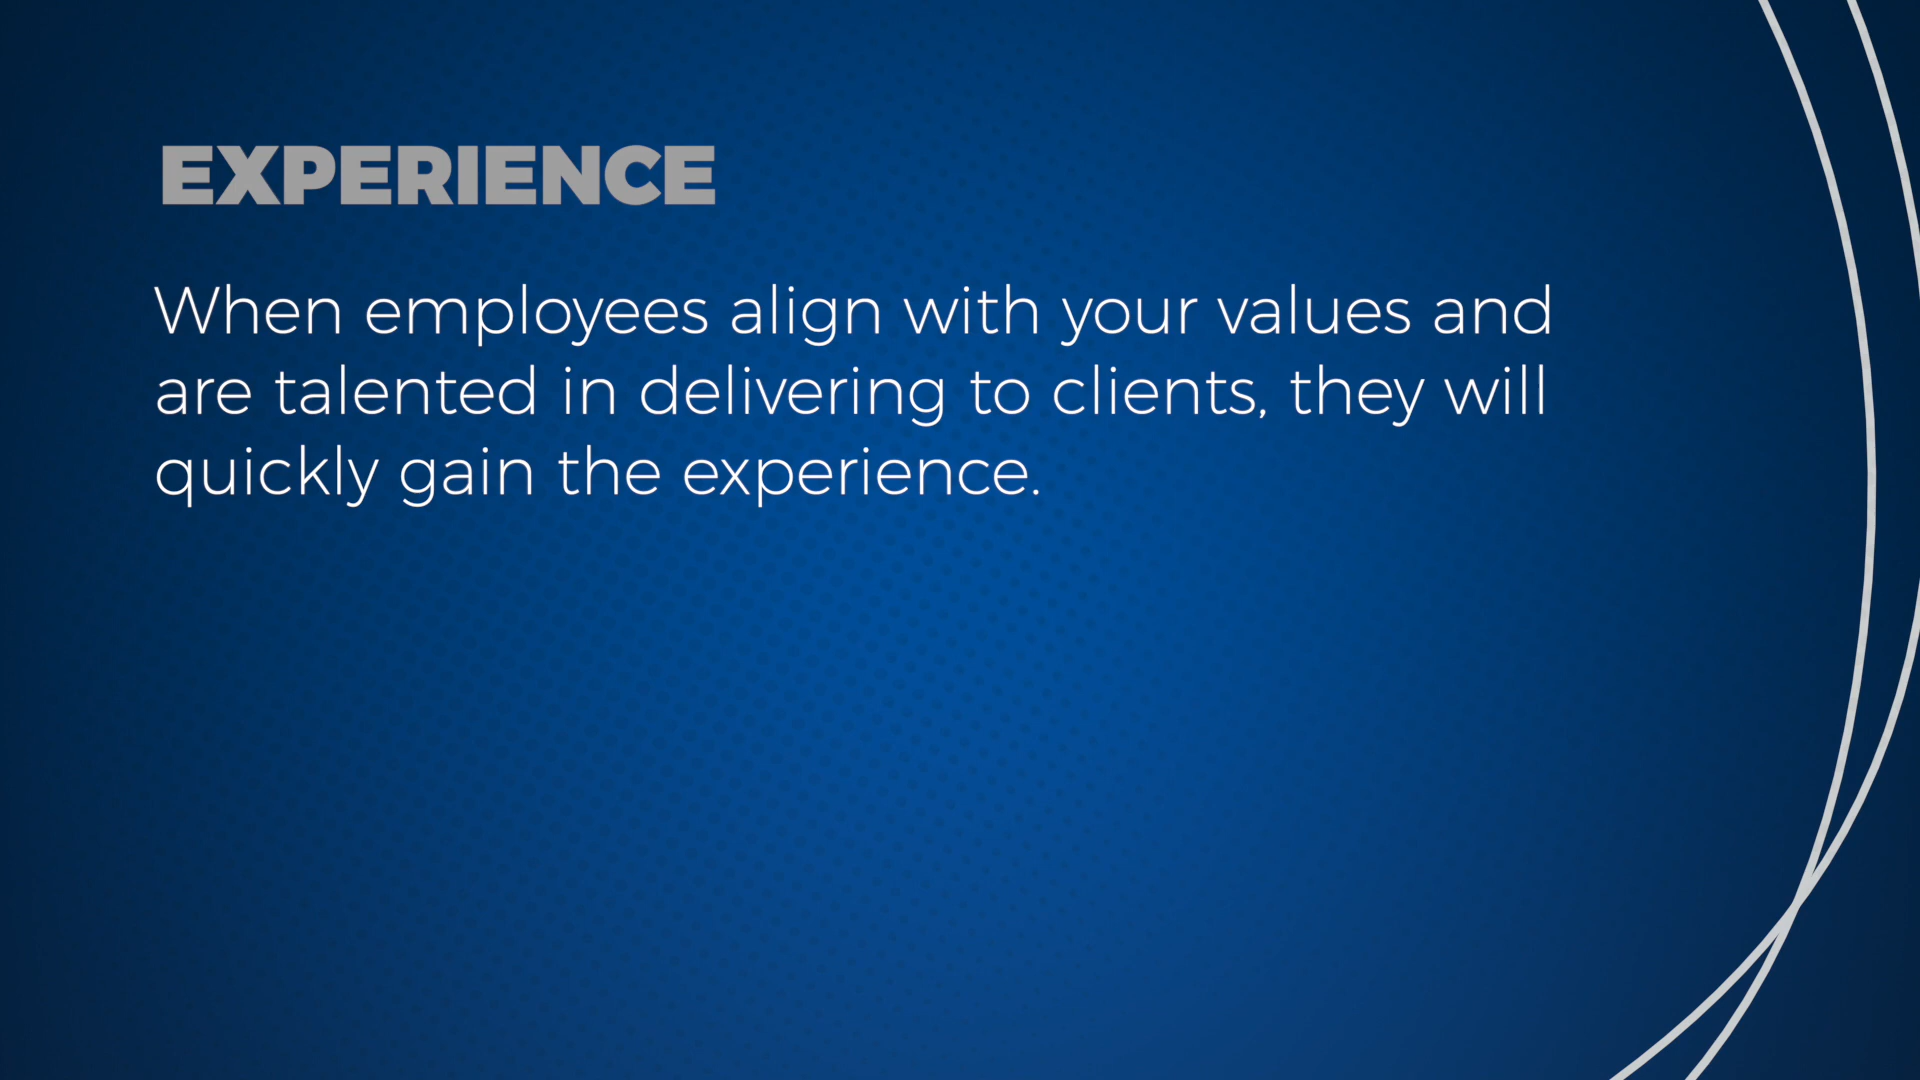 EXPERIENCE
When employees align with your values and
are talented in delivering to clients, they will
quickly gain the experience.